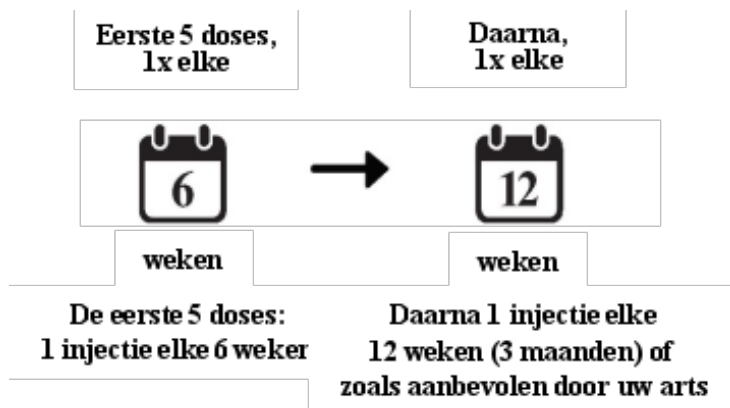 Eerste 5 doses,
1x elke
Daarna,
1x elke
6
12
weken
weken
De eerste 5 doses:
1 injectie elke 6 weker
Daarna 1 injectie elke
12 weken (3 maanden) of
zoals aanbevolen door uw arts